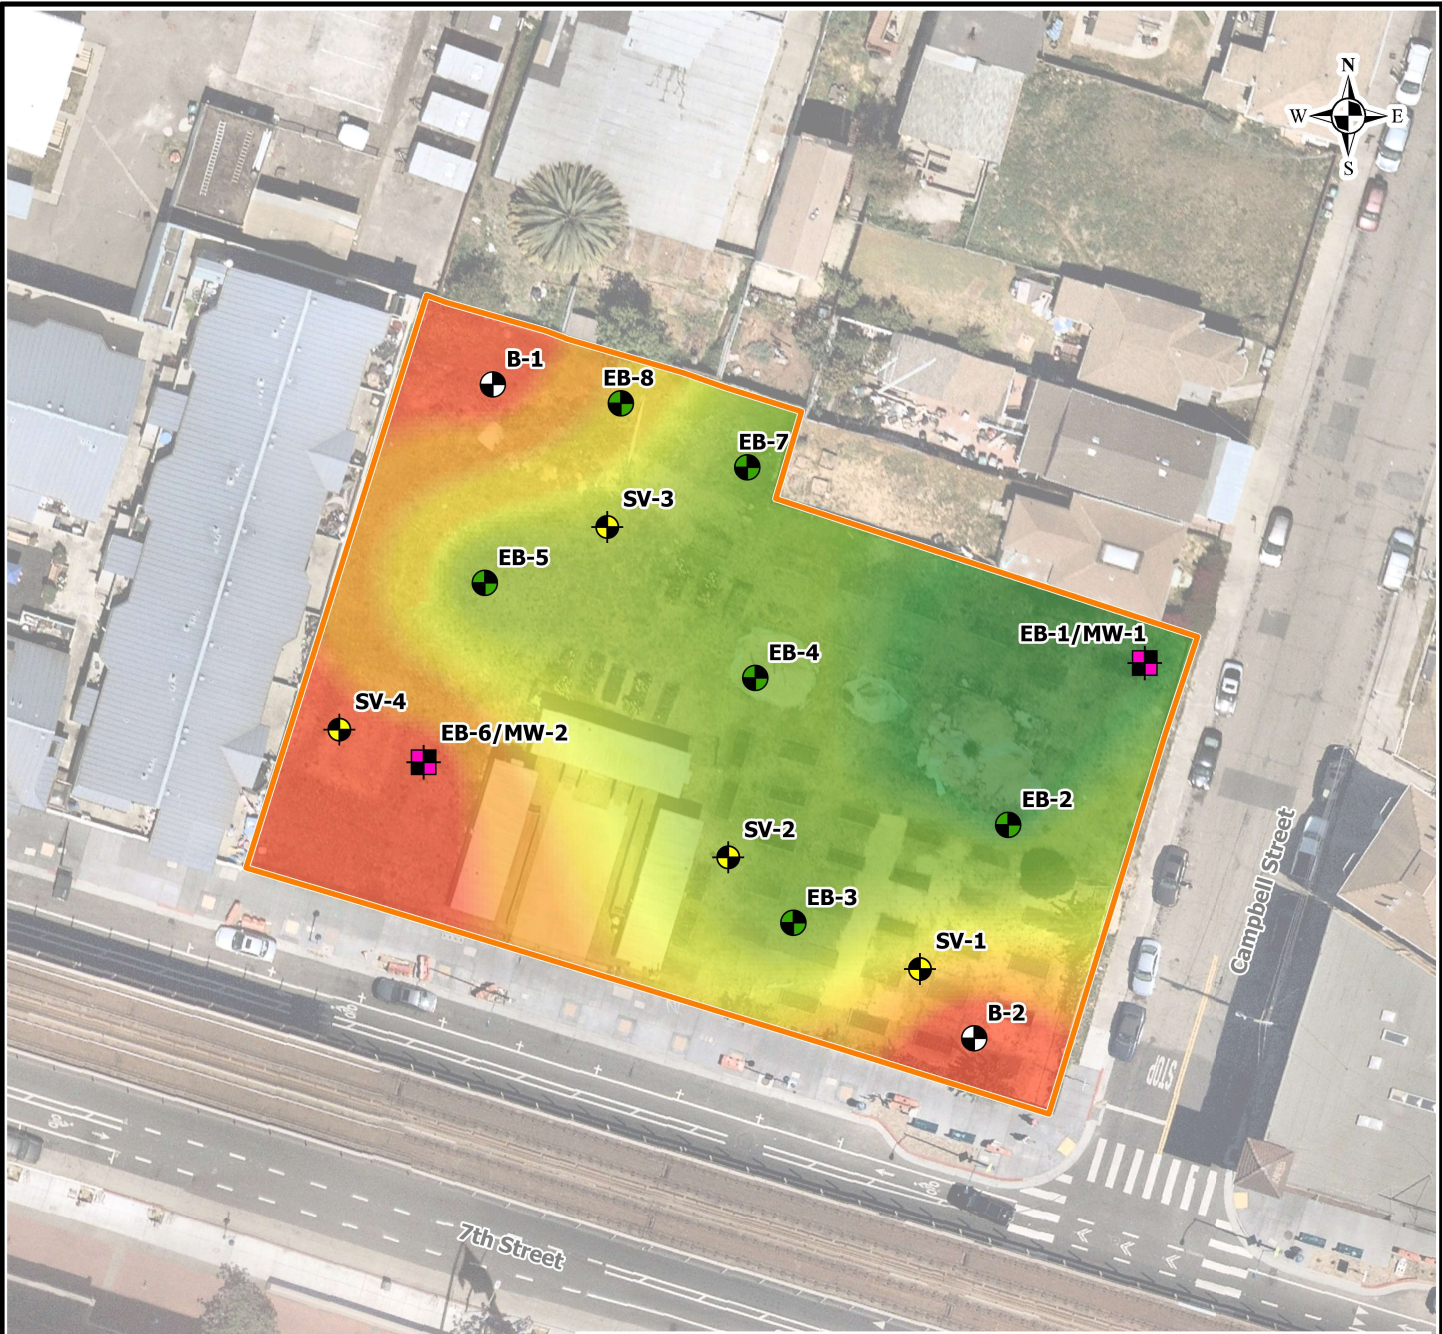 N
W E
S
B-1
EB-8
EB-7
SV-3
EB-5
EB-1/MW-1
EB-4
SV-4
EB-6/MW-2
EB-2
SV-2
EB-3
SV-1
B-2
Campbell Street
STOP
7th Street